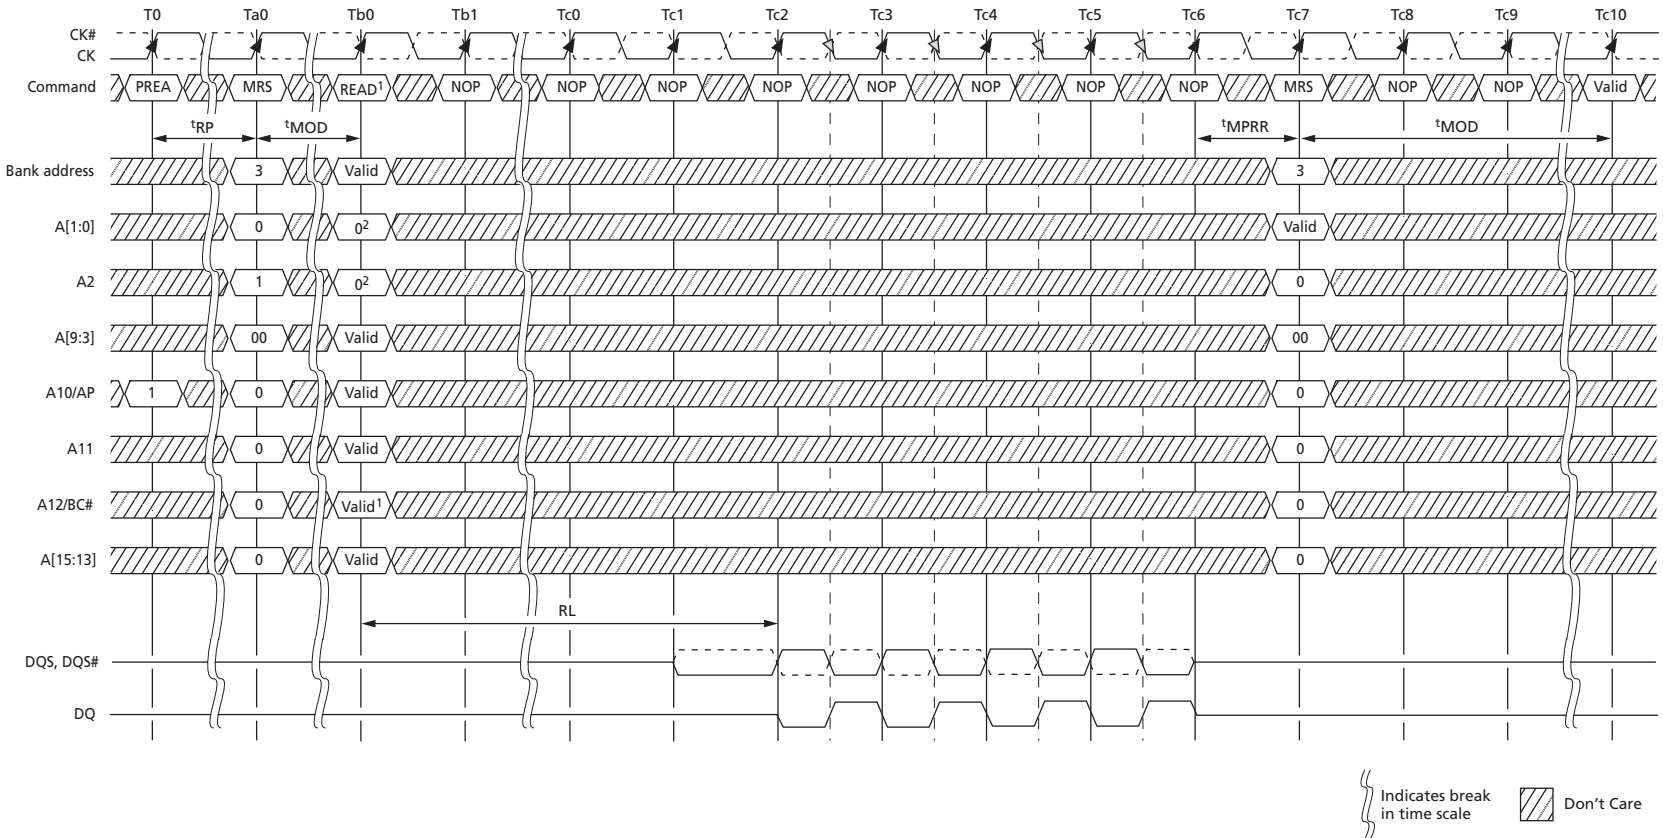 T0 Ta0 Tb0 Tb1 Tc0 Tc1 Tc2 Tc3 Tc4 Tc5 Tc6 Tc7 Tc8 Tc9 Tc10
CK#
CK
Command PREA MRS READ1 NOP NOP NOP NOP NOP NOP NOP NOP MRS NOP NOP Valid
tRP tMOD tMPRR tMOD
Bank address 3 Valid 3
A[1:0] 0 02 Valid
A2 1 02 0
A[9:3] 00 Valid 00
A10/AP 1 0 Valid 0
A11 0 Valid 0
A12/BC# 0 Valid1 0
A[15:13] 0 Valid 0
RL
DQS, DQS#
DQ
Indicates break
in time scale
Don't Care